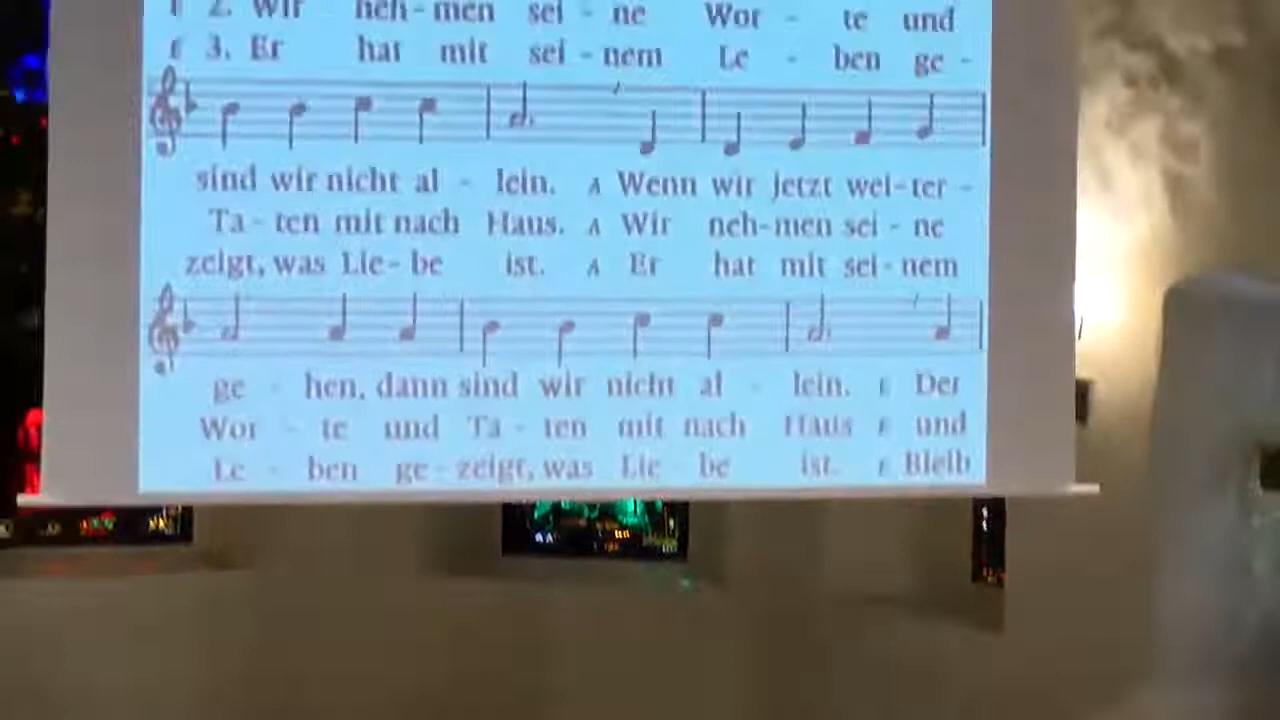 2. Wir neh - men sei - ne Wor - te und
E 3. Er hat mit sei - nem Le - ben ge -
sind wir nicht al - lein. A Wenn wir jetzt wei - ter -
Ta - ten mit nach Haus. A Wir neh - men sei - ne
zeigt, was Lie - be ist. A Er hat mit sei - nem
ge - hen, dann sind wir nicht al - lein. E Der
Wor - te und Ta - ten mit nach Haus E und
Le - ben ge - zeigt, was Lie - be ist. E Bleib